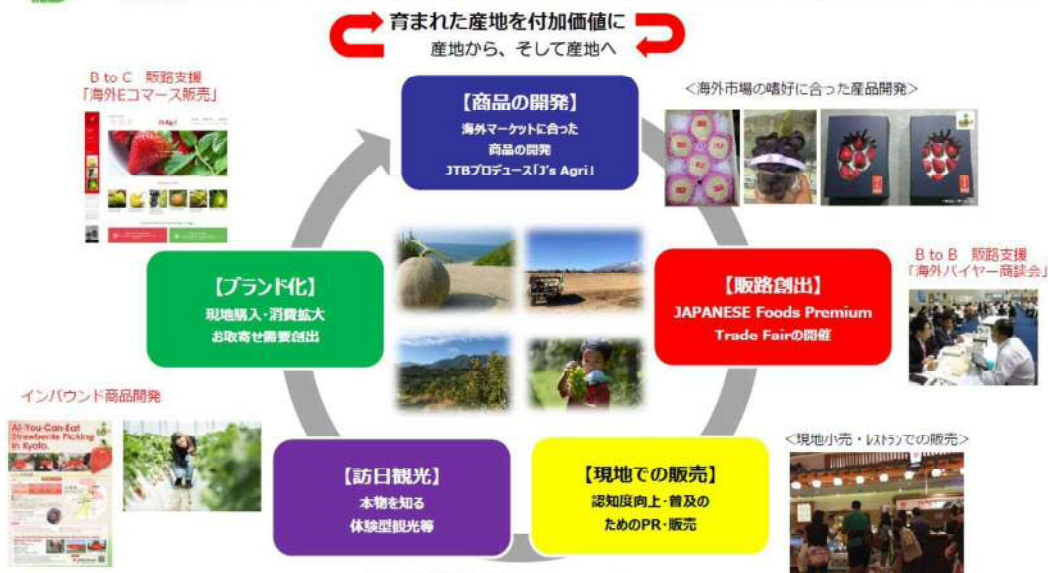 育まれた産地を付加価値に
産地から、そして産地へ
B to C 販路支援
「海外Eコマース販売」
【商品の開発】
海外マーケットに合った
商品の開発
JTBプロデュース「J's Agri」
<海外市場の嗜好に合った産品開発>
【ブランド化】
現地購入・消費拡大
お取寄せ需要創出
【販路創出】
JAPANESE Foods Premium
Trade Fairの開催
B to B 販路支援
「海外バイヤー商談会」
インバウンド商品開発
All-You-Can-Eat
Strawberrie Picking
in Kyoto.
【訪日観光】
本物を知る
体験型観光等
【現地での販売】
認知度向上・普及の
ためのPR・販売
<現地小売・レストランでの販売>